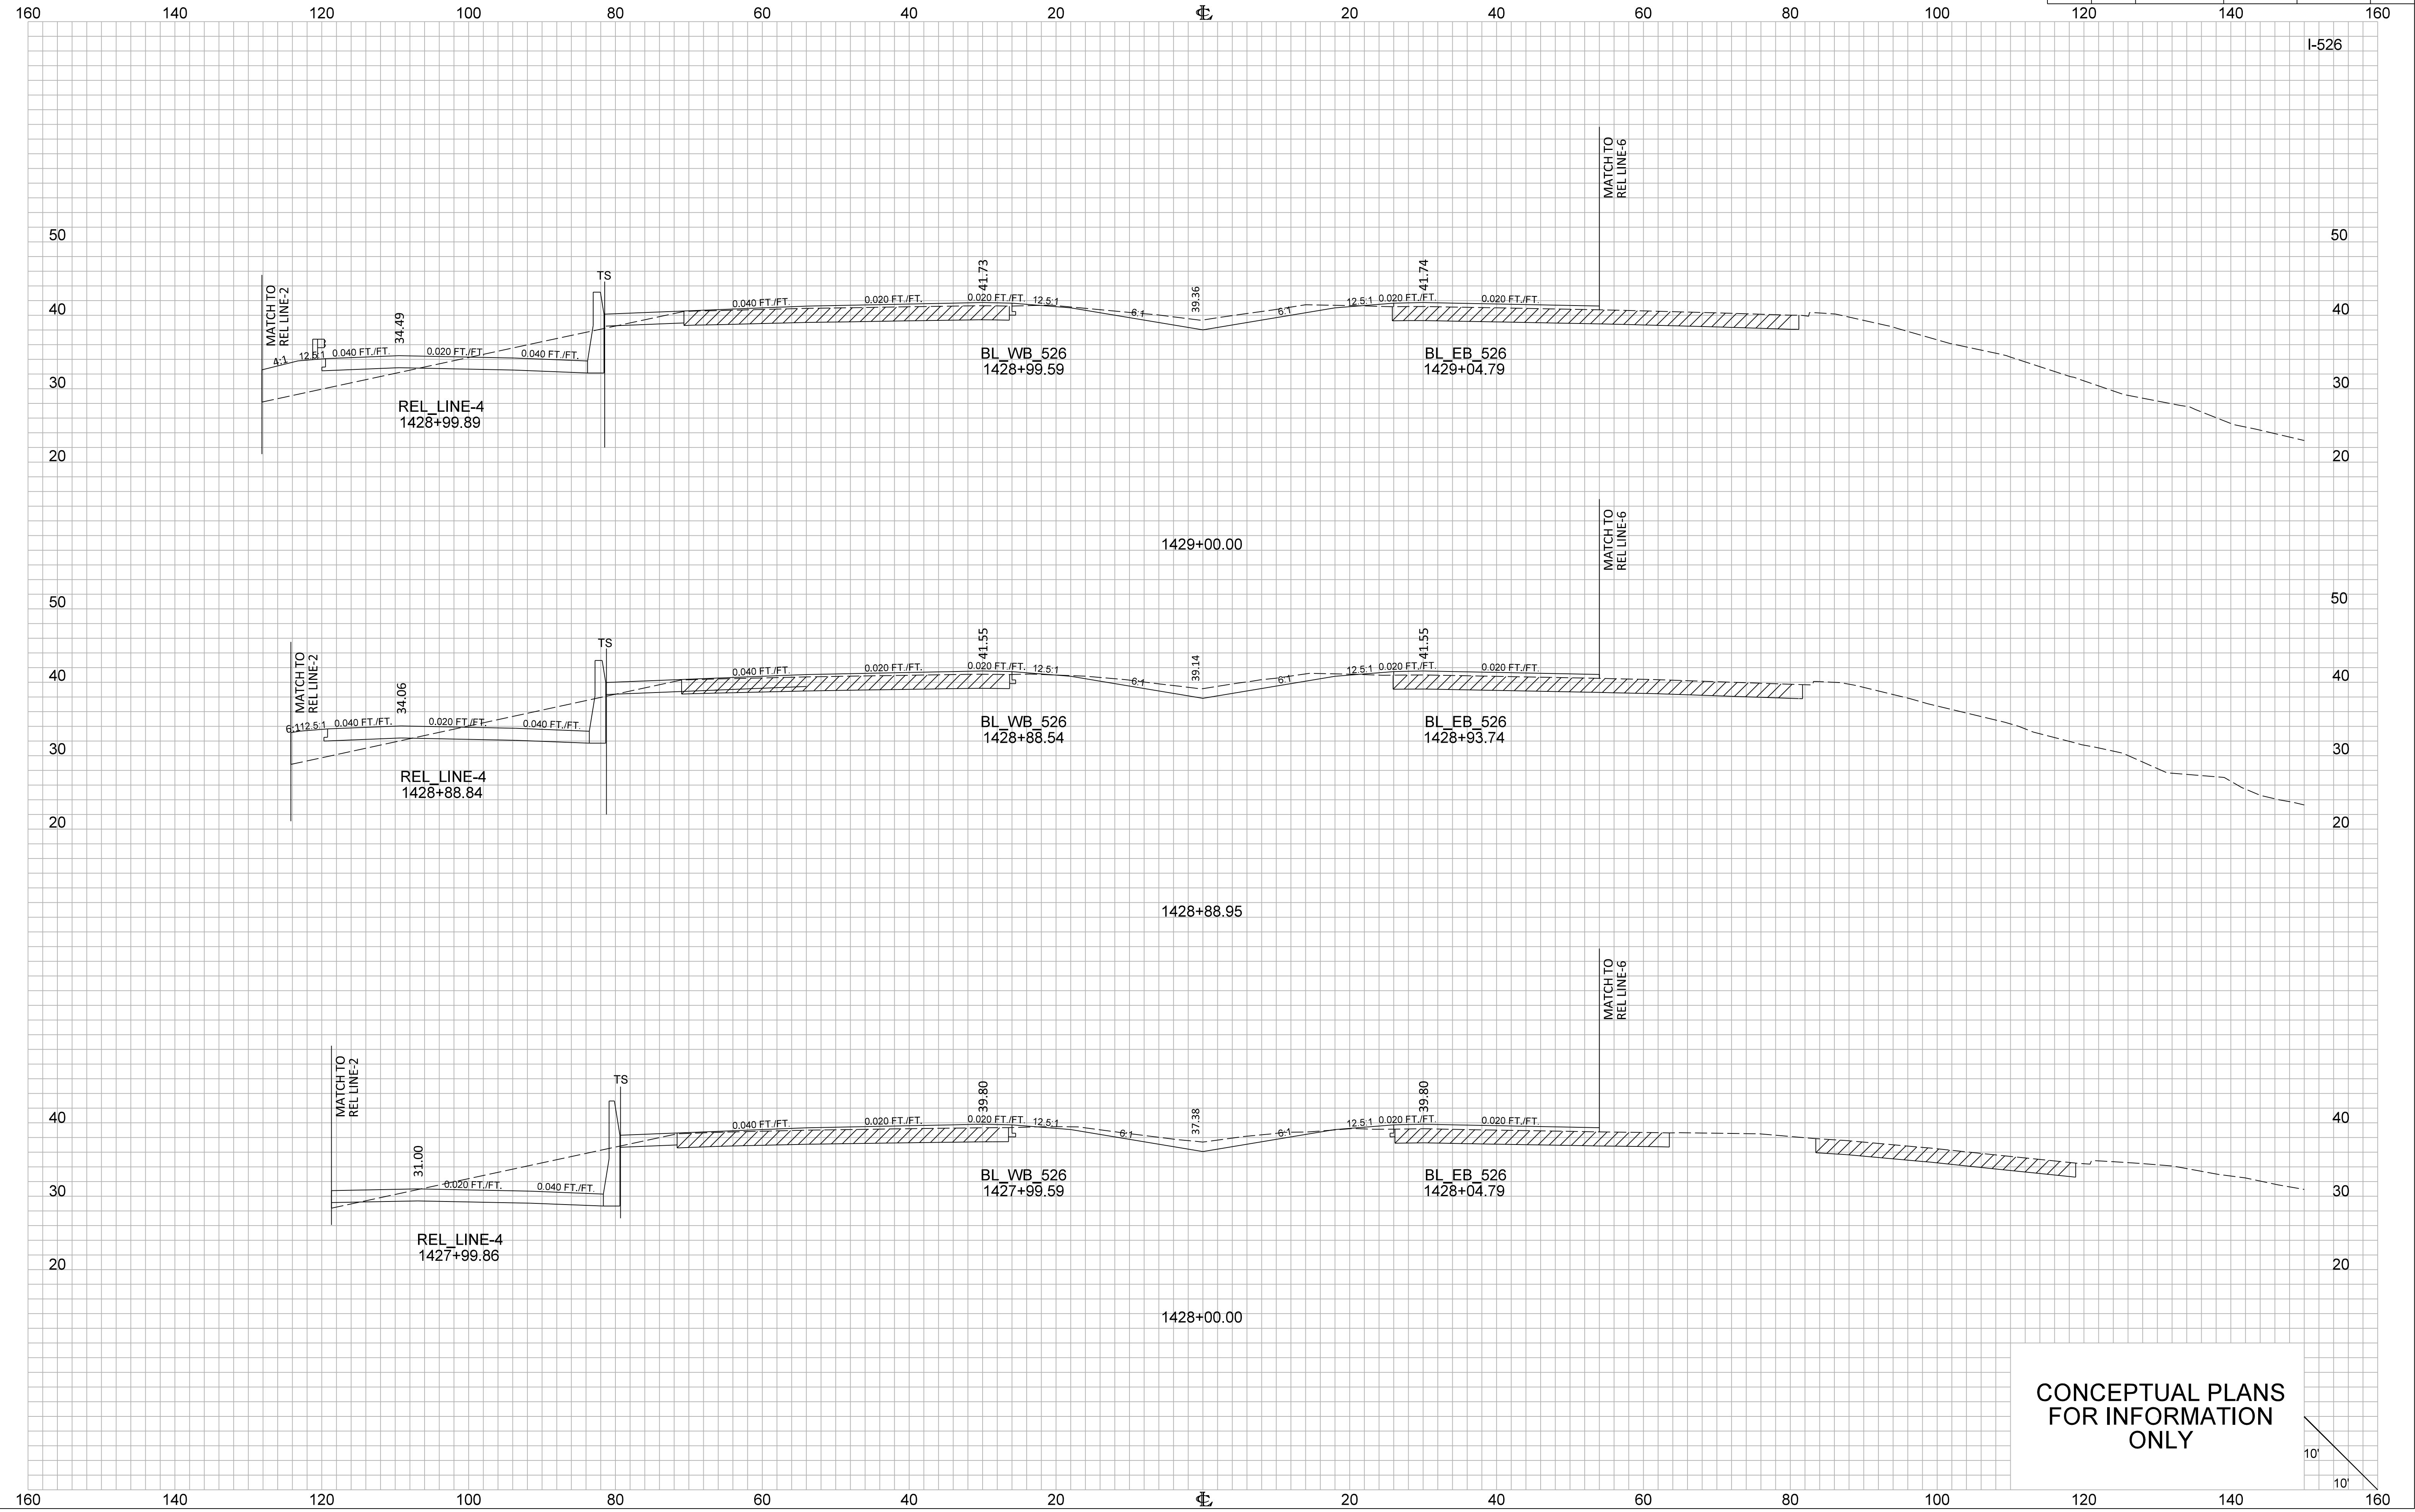 160 140 120 100 80 60 40 20 ℄ 20 40 60 80 100 120 140 160
I-526
MATCH TO
REL LINE-6
50 50
41.73
41.74
TS
39.36
MATCH TO
REL LINE-2
34.49
40 40
0.040 FT./FT. 0.020 FT./FT. 0.020 FT./FT. 12.5:1 6:1 6:1 12.5:1 0.020 FT./FT. 0.020 FT./FT.
4:1 12.5:1 0.040 FT./FT. 0.020 FT./FT. 0.040 FT./FT.
BL_WB_526
1428+99.59
BL_EB_526
1429+04.79
30 30
REL_LINE-4
1428+99.89
20 20
1429+00.00
MATCH TO
REL LINE-6
50 50
41.55
41.55
TS
39.14
MATCH TO
REL LINE-2
34.06
40 40
0.040 FT./FT. 0.020 FT./FT. 0.020 FT./FT. 12.5:1 6:1 6:1 12.5:1 0.020 FT./FT. 0.020 FT./FT.
6:1 12.5:1 0.040 FT./FT. 0.020 FT./FT. 0.040 FT./FT.
BL_WB_526
1428+88.54
BL_EB_526
1428+93.74
30 30
REL_LINE-4
1428+88.84
20 20
1428+88.95
MATCH TO
REL LINE-6
MATCH TO
REL LINE-2
TS
39.80
37.38
39.80
40 40
0.040 FT./FT. 0.020 FT./FT. 0.020 FT./FT. 12.5:1 6:1 6:1 12.5:1 0.020 FT./FT. 0.020 FT./FT.
31.00
0.020 FT./FT. 0.040 FT./FT.
BL_WB_526
1427+99.59
BL_EB_526
1428+04.79
30 30
REL_LINE-4
1427+99.86
20 20
1428+00.00
CONCEPTUAL PLANS
FOR INFORMATION
ONLY
10'
10'
160 140 120 100 80 60 40 20 ℄ 20 40 60 80 100 120 140 160